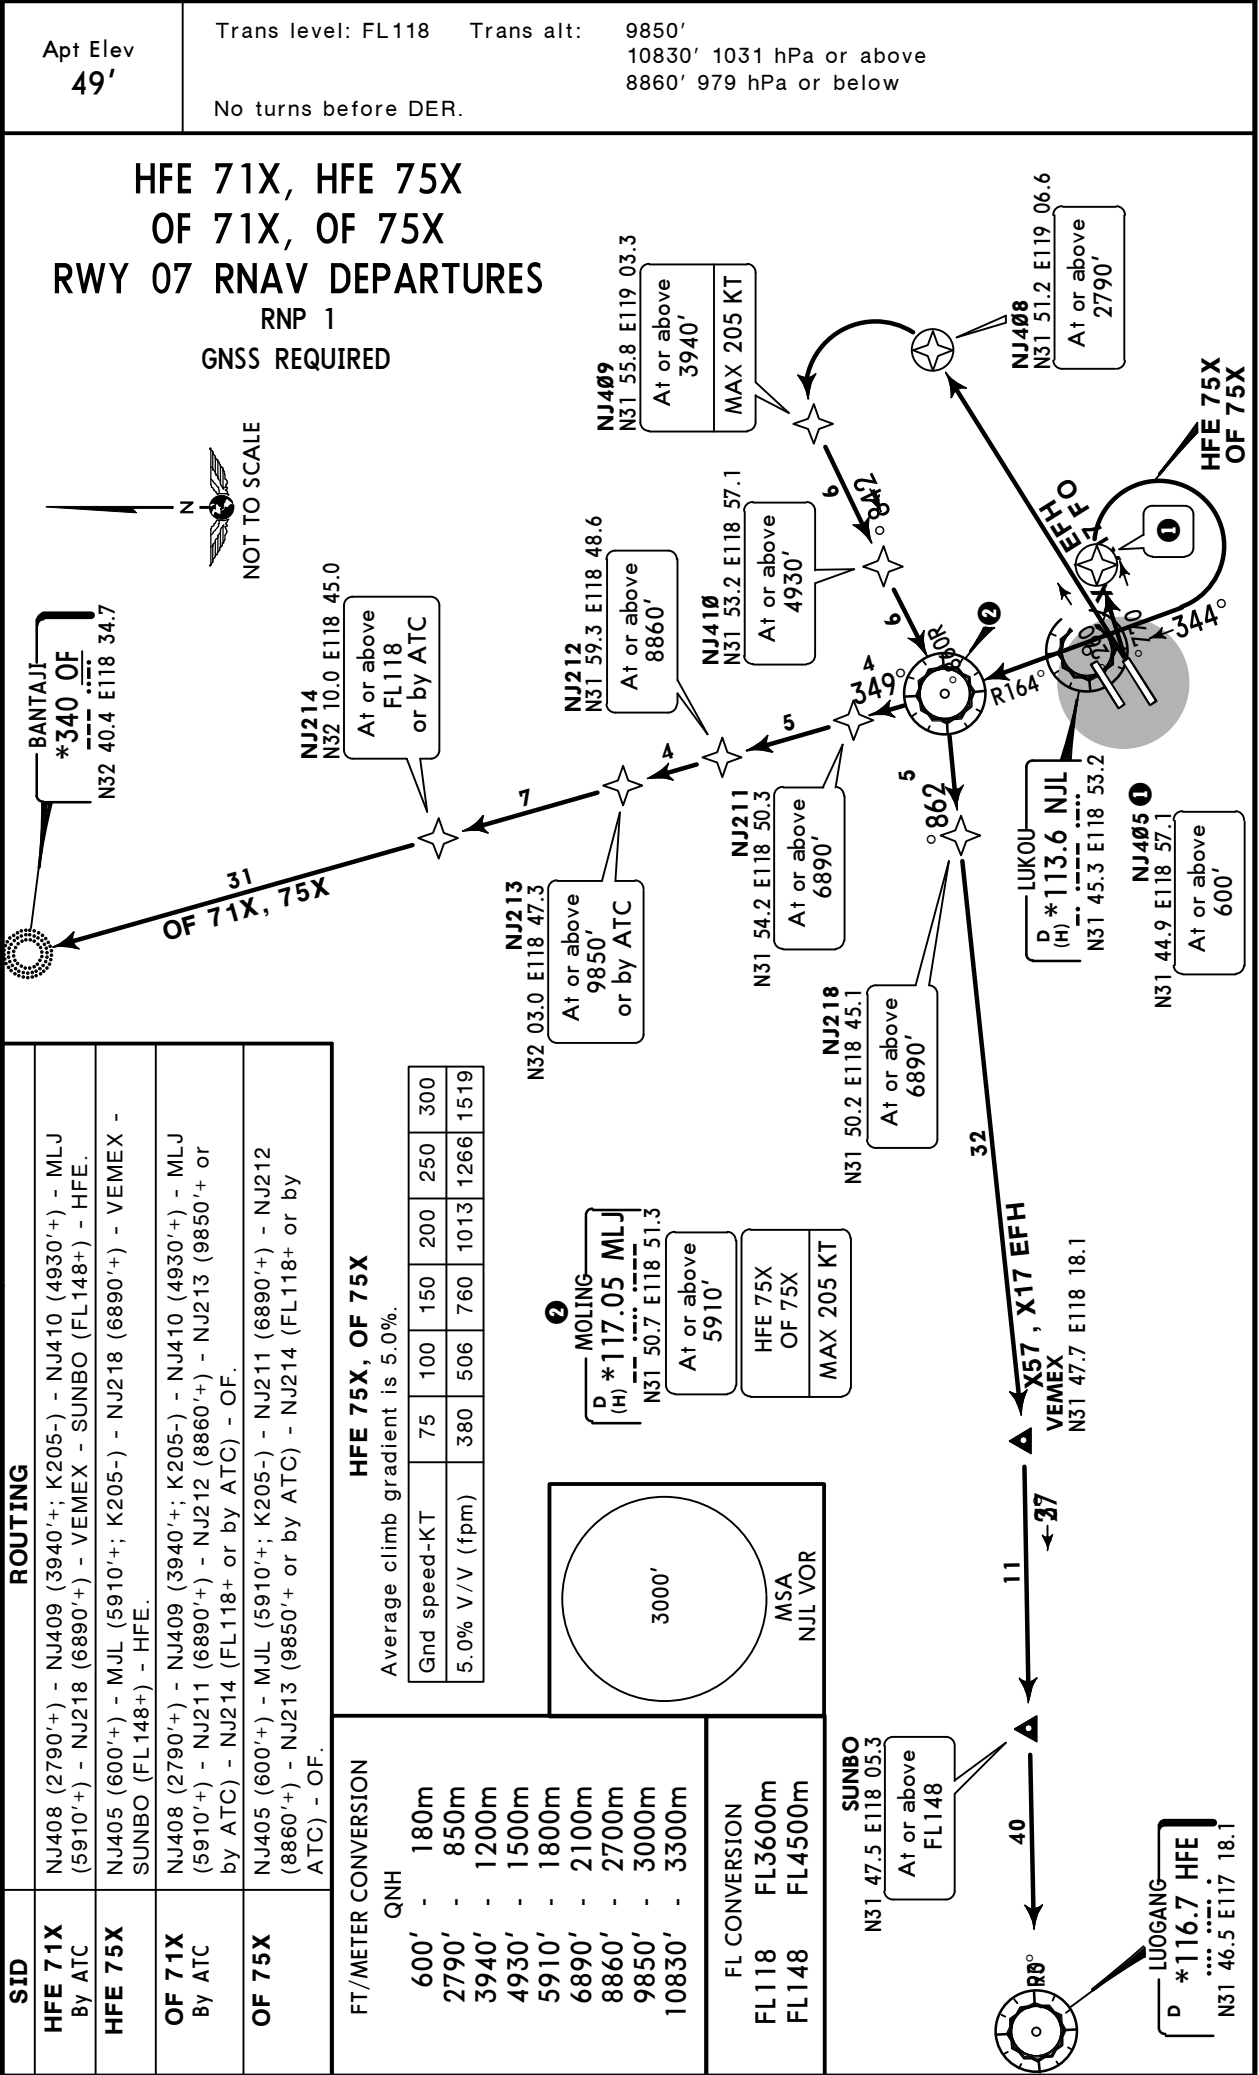 Apt Elev
49'
Trans level: FL118 Trans alt: 9850'
10830' 1031 hPa or above
8860' 979 hPa or below
No turns before DER.
HFE 71X, HFE 75X
OF 71X, OF 75X
RWY 07 RNAV DEPARTURES
RNP 1
GNSS REQUIRED
N
NOT TO SCALE
BANTAJI
*340 OF
N32 40.4 E118 34.7
NJ214
N32 10.0 E118 45.0
At or above
FL118
or by ATC
NJ212
N31 59.3 E118 48.6
At or above
8860'
NJ409
N31 55.8 E119 03.3
At or above
3940'
MAX 205 KT
NJ410
N31 53.2 E118 57.1
At or above
4930'
NJ408
N31 51.2 E119 06.6
At or above
2790'
HFE 75X
OF 75X
1
6
6
2
4
349°
R164°
344°
5
4
7
31
OF 71X, 75X
5
NJ213
N32 03.0 E118 47.3
At or above
9850'
or by ATC
NJ211
N31 54.2 E118 50.3
At or above
6890'
NJ218
N31 50.2 E118 45.1
At or above
6890'
LUKOU
D
(H) *113.6 NJL
N31 45.3 E118 53.2
NJ405 1
N31 44.9 E118 57.1
At or above
600'
32
2
MOLING
D
(H) *117.05 MLJ
N31 50.7 E118 51.3
At or above
5910'
HFE 75X
OF 75X
MAX 205 KT
X57 , X17 EFH
VEMEX
N31 47.7 E118 18.1
11
SUNBO
N31 47.5 E118 05.3
At or above
FL148
40
LUOGANG
D *116.7 HFE
N31 46.5 E117 18.1
SID ROUTING
HFE 71X
By ATC
NJ408 (2790'+) - NJ409 (3940'+; K205-) - NJ410 (4930'+) - MLJ
(5910'+) - NJ218 (6890'+) - VEMEX - SUNBO (FL148+) - HFE.
HFE 75X
NJ405 (600'+) - MJL (5910'+; K205-) - NJ218 (6890'+) - VEMEX -
SUNBO (FL148+) - HFE.
OF 71X
By ATC
NJ408 (2790'+) - NJ409 (3940'+; K205-) - NJ410 (4930'+) - MLJ
(5910'+) - NJ211 (6890'+) - NJ212 (8860'+) - NJ213 (9850'+ or
by ATC) - NJ214 (FL118+ or by ATC) - OF.
OF 75X
NJ405 (600'+) - MJL (5910'+; K205-) - NJ211 (6890'+) - NJ212
(8860'+) - NJ213 (9850'+ or by ATC) - NJ214 (FL118+ or by
ATC) - OF.
HFE 75X, OF 75X
Average climb gradient is 5.0%.
Gnd speed-KT 75 100 150 200 250 300
5.0% V/V (fpm) 380 506 760 1013 1266 1519
3000'
MSA
NJL VOR
FT/METER CONVERSION
QNH
600' - 180m
2790' - 850m
3940' - 1200m
4930' - 1500m
5910' - 1800m
6890' - 2100m
8860' - 2700m
9850' - 3000m
10830' - 3300m
FL CONVERSION
FL118 FL3600m
FL148 FL4500m